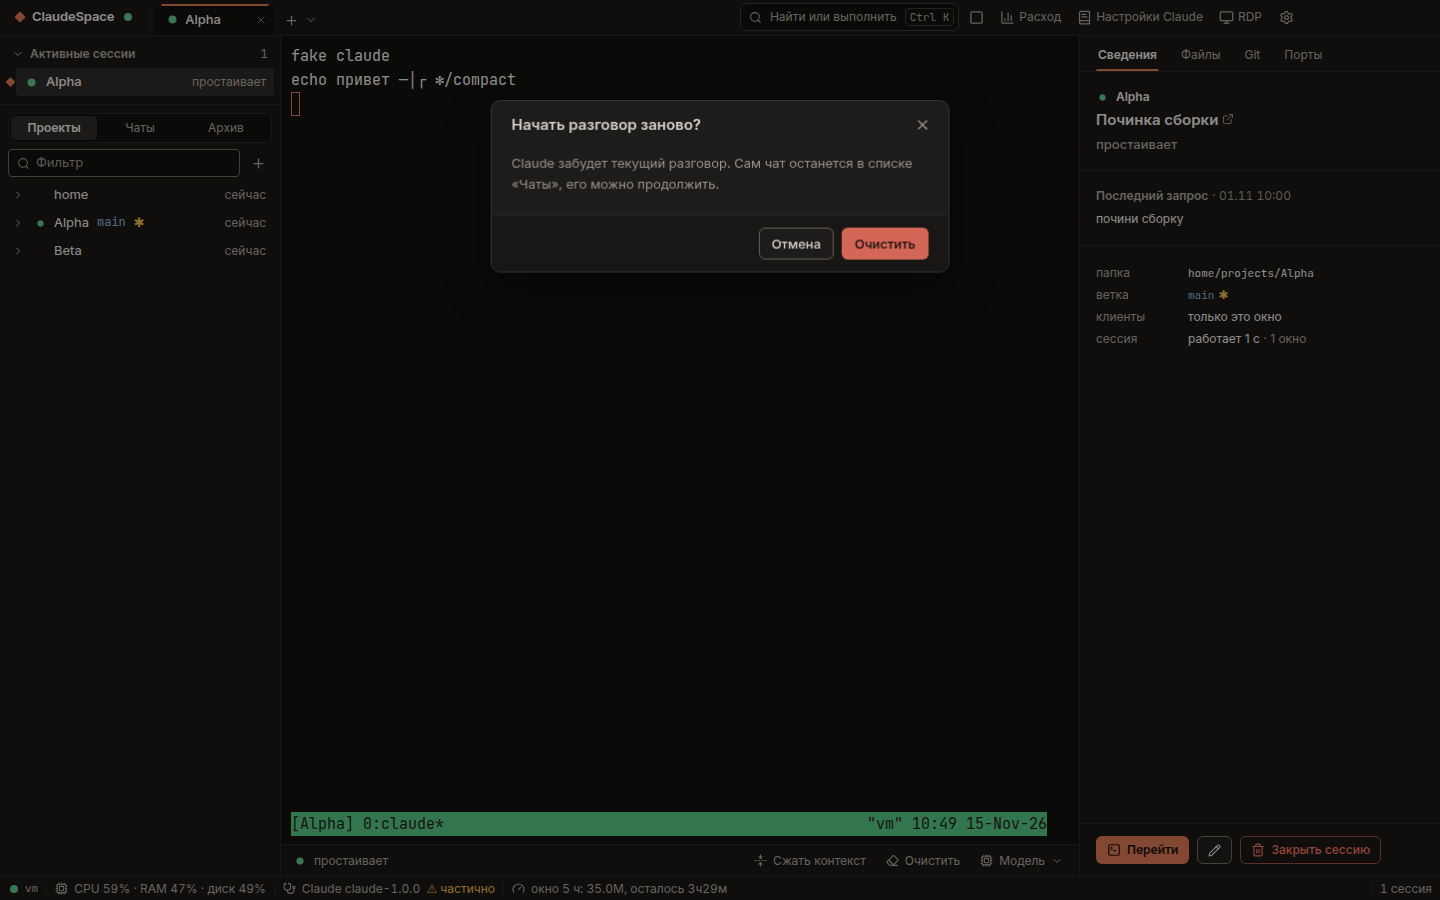 ClaudeSpace
Alpha
Найти или выполнить Ctrl K
Расход
Настройки Claude
RDP
Активные сессии 1
Alpha простаивает
Проекты Чаты Архив
Фильтр
home сейчас
Alpha main ✱ сейчас
Beta сейчас
fake claude
echo привет ─│┌ ✻/compact
Начать разговор заново?
Claude забудет текущий разговор. Сам чат останется в списке
«Чаты», его можно продолжить.
Отмена Очистить
[Alpha] 0:claude* "vm" 10:49 15-Nov-26
простаивает Сжать контекст Очистить Модель
Сведения Файлы Git Порты
Alpha
Починка сборки
простаивает
Последний запрос · 01.11 10:00
почини сборку
папка home/projects/Alpha
ветка main ✱
клиенты только это окно
сессия работает 1 с · 1 окно
Перейти Закрыть сессию
vm CPU 59% · RAM 47% · диск 49% Claude claude-1.0.0 ⚠ частично окно 5 ч: 35.0M, осталось 3ч29м 1 сессия